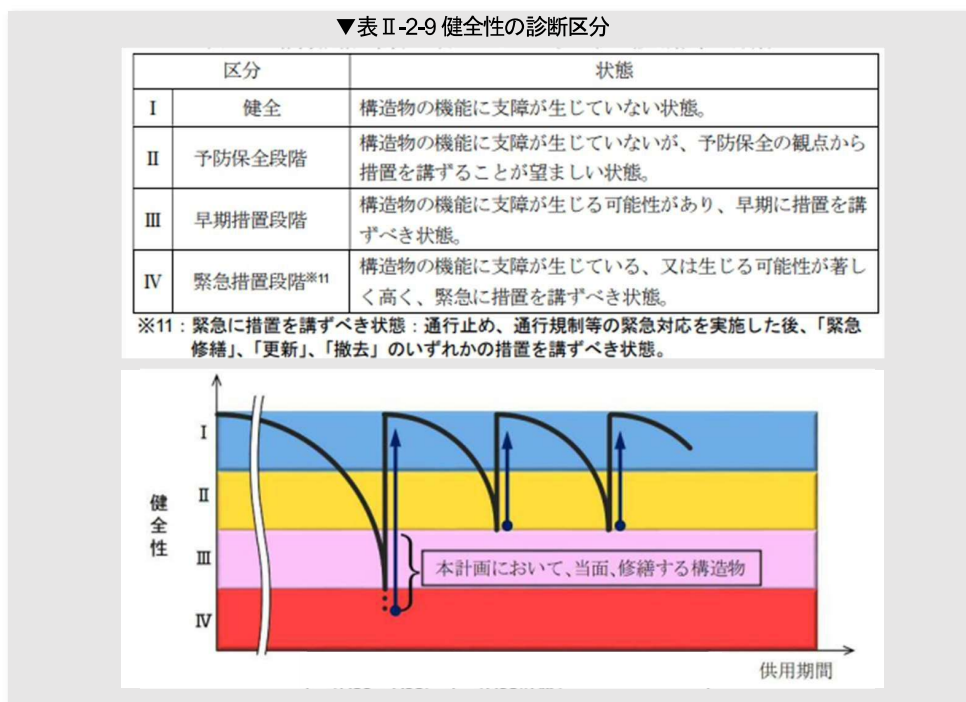 ▼表Ⅱ-2-9 健全性の診断区分
区分 状態
Ⅰ 健全 構造物の機能に支障が生じていない状態。
Ⅱ 予防保全段階 構造物の機能に支障が生じていないが、予防保全の観点から
措置を講ずることが望ましい状態。
Ⅲ 早期措置段階 構造物の機能に支障が生じる可能性があり、早期に措置を講
ずべき状態。
Ⅳ 緊急措置段階※11 構造物の機能に支障が生じている、又は生じる可能性が著し
く高く、緊急に措置を講ずべき状態。
※11:緊急に措置を講ずべき状態:通行止め、通行規制等の緊急対応を実施した後、「緊急
修繕」、「更新」、「撤去」のいずれかの措置を講ずべき状態。
健全性
Ⅰ
Ⅱ
Ⅲ
Ⅳ
本計画において、当面、修繕する構造物
供用期間